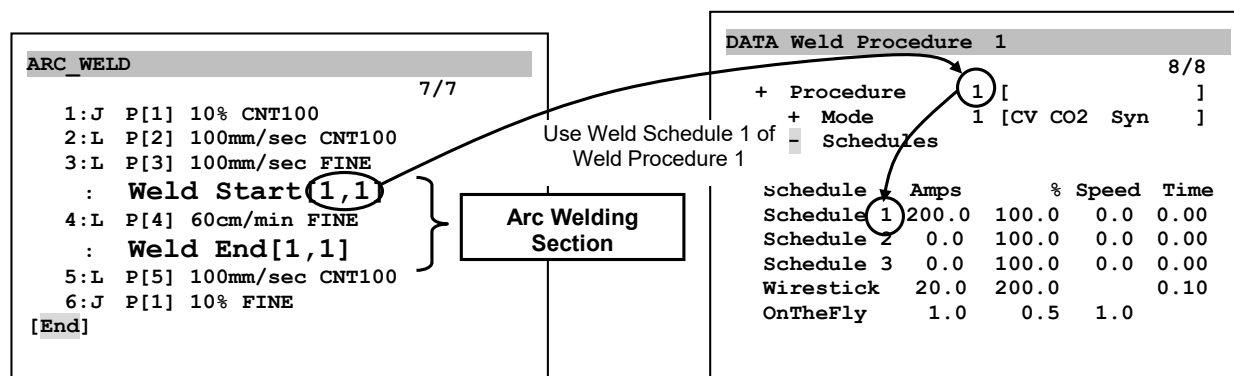 ARC_WELD
7/7
1:J P[1] 10% CNT100
2:L P[2] 100mm/sec CNT100
3:L P[3] 100mm/sec FINE
: Weld Start[1,1]
4:L P[4] 60cm/min FINE
: Weld End[1,1]
5:L P[5] 100mm/sec CNT100
6:J P[1] 10% FINE
[End]
Arc Welding
Section
Use Weld Schedule 1 of
Weld Procedure 1
DATA Weld Procedure 1
8/8
+ Procedure 1 [ ]
+ Mode 1 [CV CO2 Syn ]
- Schedules
Schedule Amps % Speed Time
Schedule 1 200.0 100.0 0.0 0.00
Schedule 2 0.0 100.0 0.0 0.00
Schedule 3 0.0 100.0 0.0 0.00
Wirestick 20.0 200.0 0.10
OnTheFly 1.0 0.5 1.0